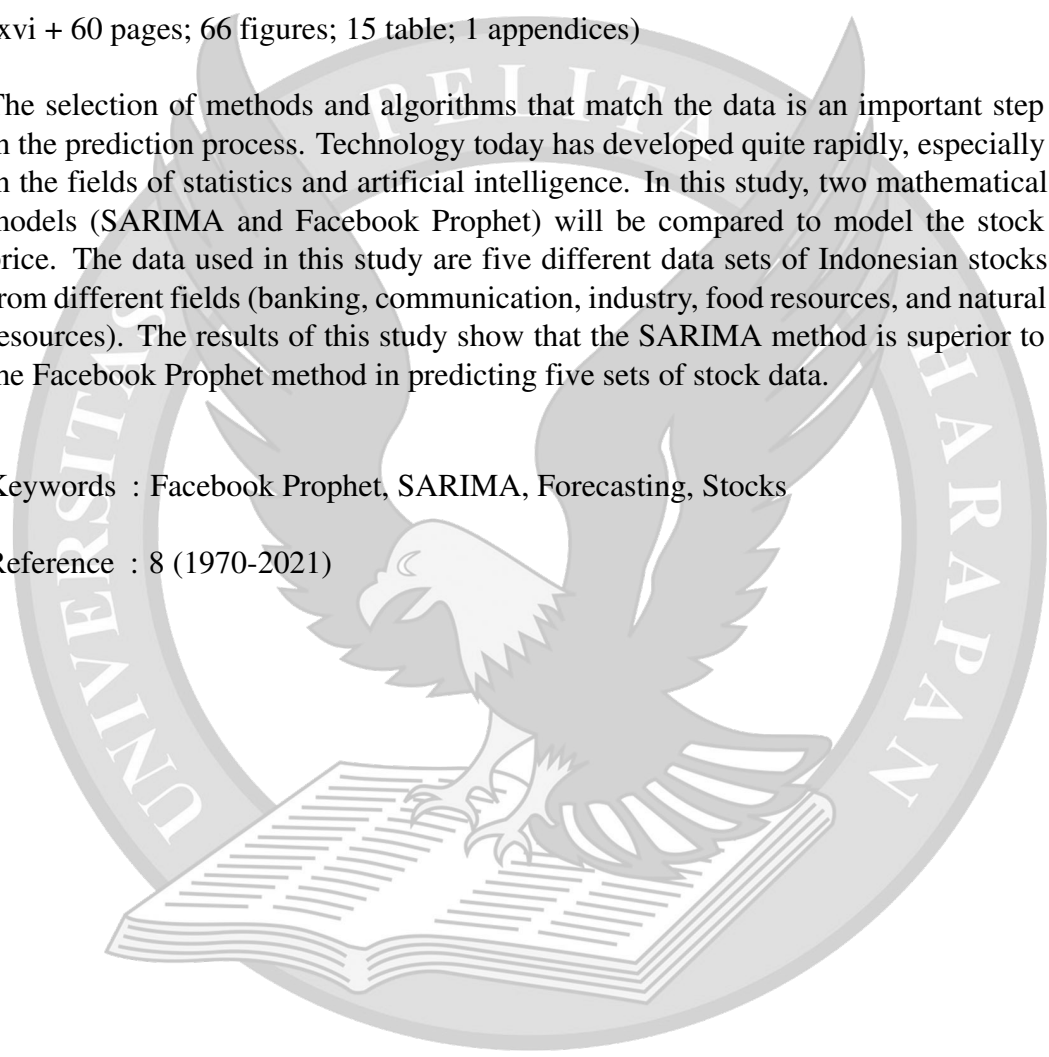 xvi + 60 pages; 66 figures; 15 table; 1 appendices)
The selection of methods and algorithms that match the data is an important step
n the prediction process. Technology today has developed quite rapidly, especially
n the fields of statistics and artificial intelligence. In this study, two mathematical
models (SARIMA and Facebook Prophet) will be compared to model the stock
price. The data used in this study are five different data sets of Indonesian stocks
from different fields (banking, communication, industry, food resources, and natural
resources). The results of this study show that the SARIMA method is superior to
he Facebook Prophet method in predicting five sets of stock data.
Keywords : Facebook Prophet, SARIMA, Forecasting, Stocks
Reference : 8 (1970-2021)
UNIVERSITAS
PELITA
HARAPAN